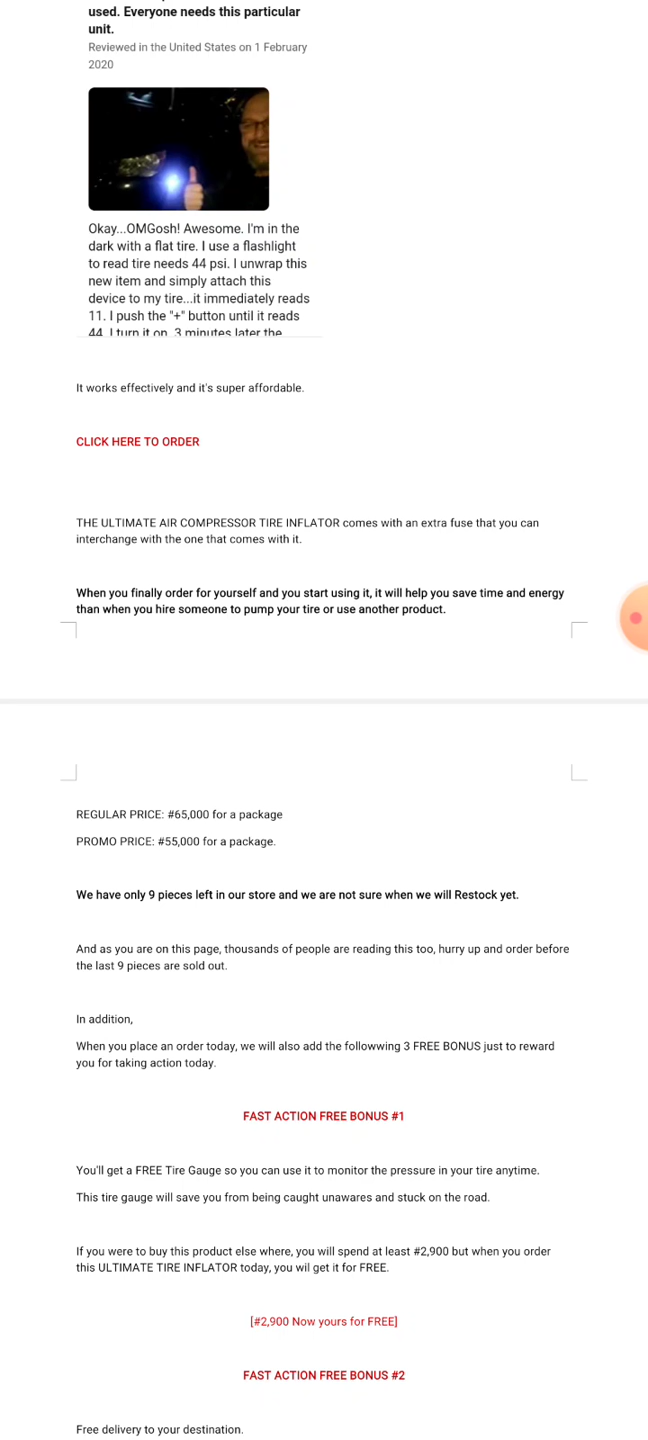 used. Everyone needs this particular
unit.
Reviewed in the United States on 1 February
2020
Okay...OMGosh! Awesome. I'm in the
dark with a flat tire. I use a flashlight
to read tire needs 44 psi. I unwrap this
new item and simply attach this
device to my tire...it immediately reads
11. I push the "+" button until it reads
44. I turn it on. 3 minutes later the
It works effectively and it's super affordable.
CLICK HERE TO ORDER
THE ULTIMATE AIR COMPRESSOR TIRE INFLATOR comes with an extra fuse that you can
interchange with the one that comes with it.
When you finally order for yourself and you start using it, it will help you save time and energy
than when you hire someone to pump your tire or use another product.
REGULAR PRICE: #65,000 for a package
PROMO PRICE: #55,000 for a package.
We have only 9 pieces left in our store and we are not sure when we will Restock yet.
And as you are on this page, thousands of people are reading this too, hurry up and order before
the last 9 pieces are sold out.
In addition,
When you place an order today, we will also add the followwing 3 FREE BONUS just to reward
you for taking action today.
FAST ACTION FREE BONUS #1
You'll get a FREE Tire Gauge so you can use it to monitor the pressure in your tire anytime.
This tire gauge will save you from being caught unawares and stuck on the road.
If you were to buy this product else where, you will spend at least #2,900 but when you order
this ULTIMATE TIRE INFLATOR today, you wil get it for FREE.
[#2,900 Now yours for FREE]
FAST ACTION FREE BONUS #2
Free delivery to your destination.